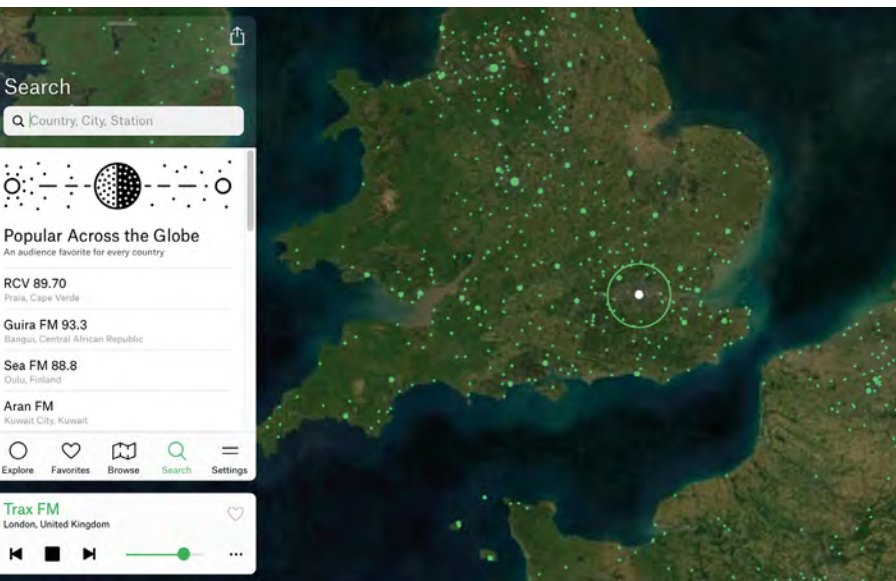 Search
Country, City, Station
Popular Across the Globe
An audience favorite for every country
RCV 89.70
Praia, Cape Verde
Guira FM 93.3
Bangui, Central African Republic
Sea FM 88.8
Oulu, Finland
Aran FM
Kuwait City, Kuwait
Explore Favorites Browse Search Settings
Trax FM
London, United Kingdom